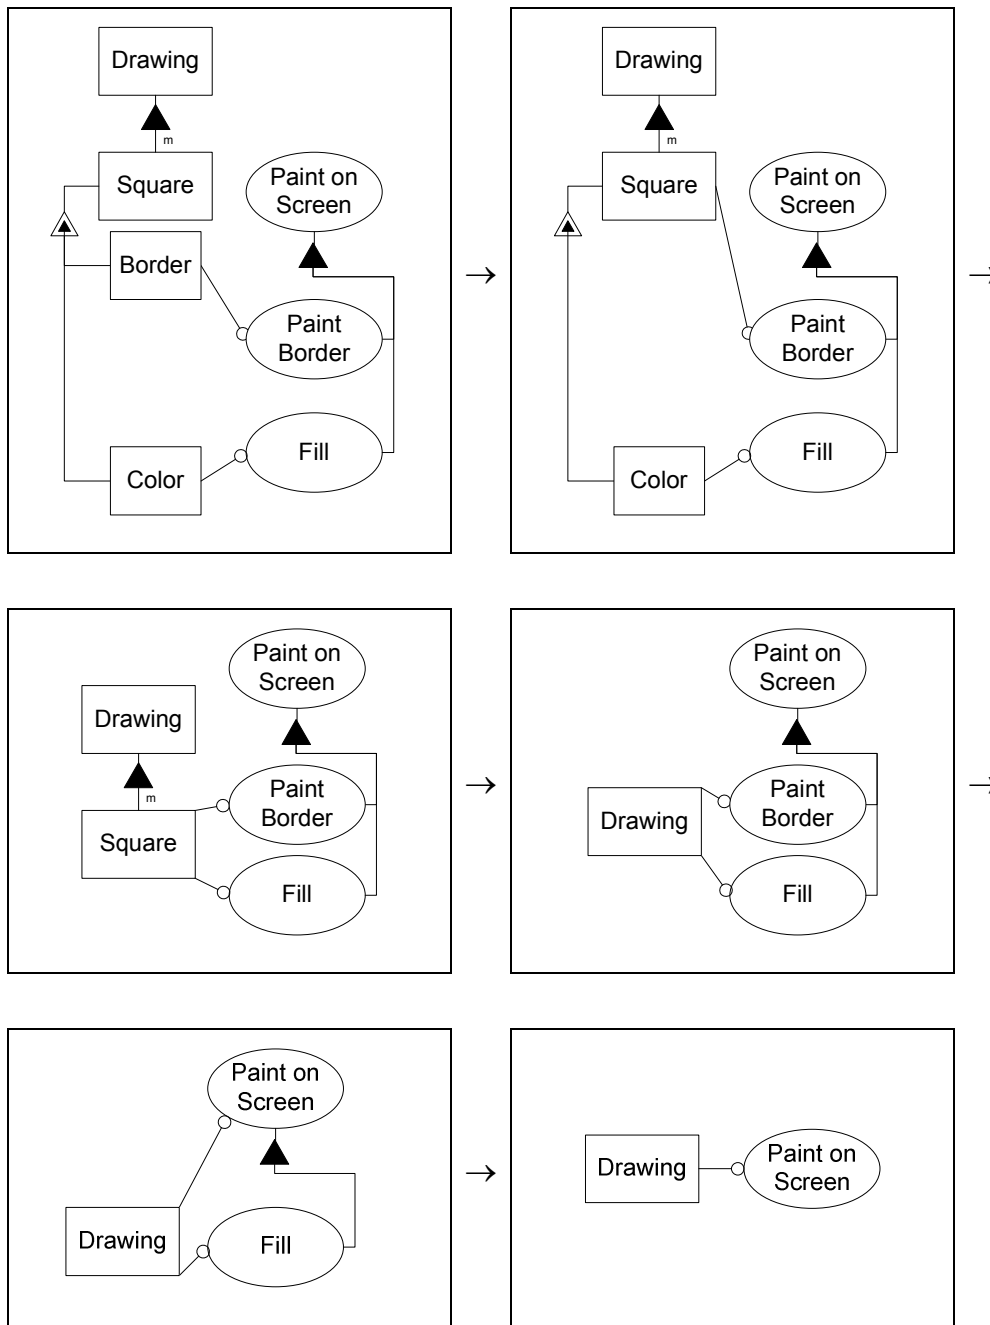 Drawing
m
Square
Paint on
Screen
Border
Paint
Border
Fill
Color
→
Drawing
m
Square
Paint on
Screen
Paint
Border
Fill
Color
→
Paint on
Screen
Drawing
m
Paint
Border
Square
Fill
→
Paint on
Screen
Paint
Border
Drawing
Fill
→
Paint on
Screen
Drawing
Fill
→
Drawing
Paint on
Screen